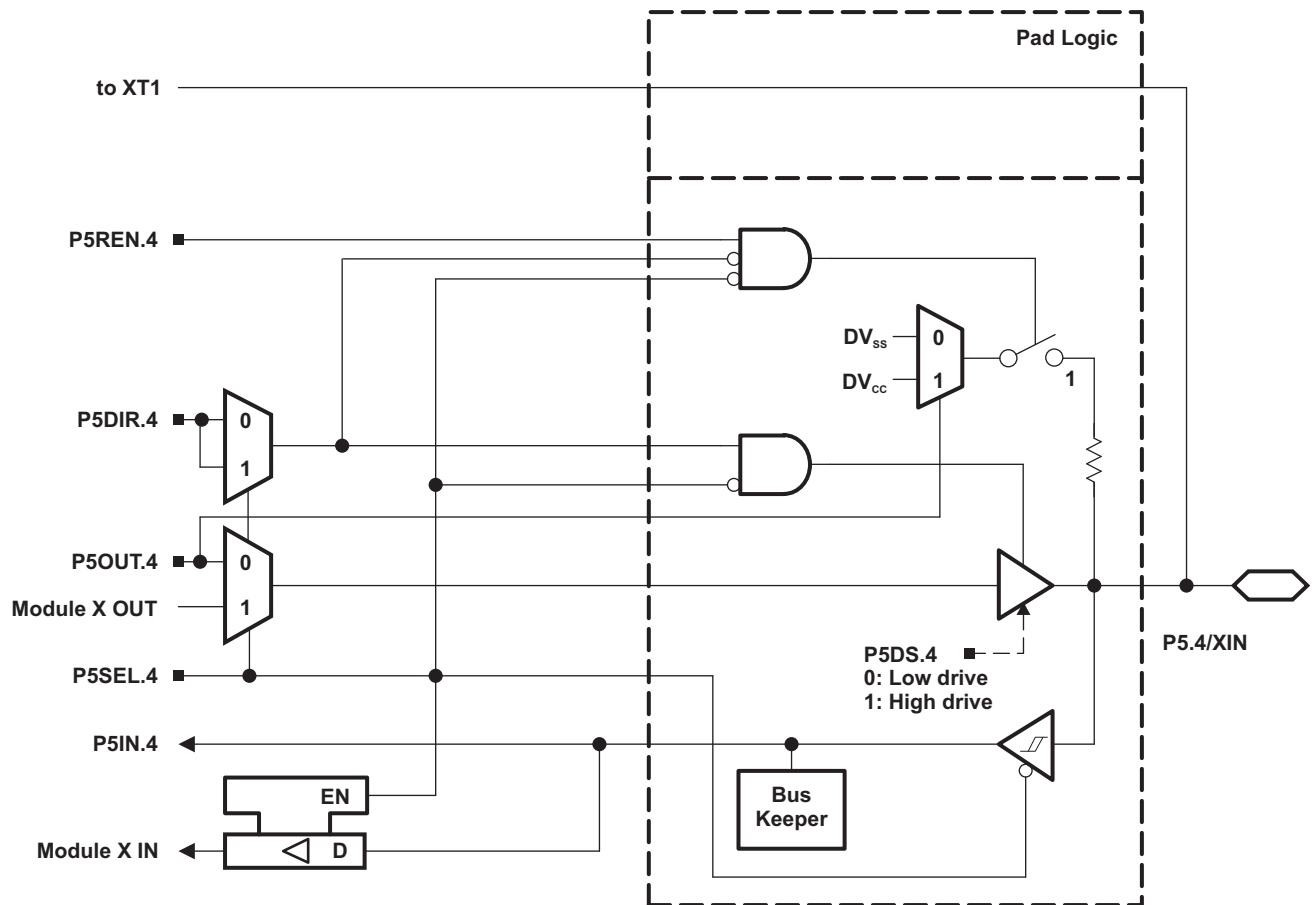 Pad Logic
to XT1
P5REN.4
DVss
0
DVcc
1
1
P5DIR.4
0
1
P5OUT.4
0
Module X OUT
1
P5DS.4
0: Low drive
1: High drive
P5.4/XIN
P5SEL.4
P5IN.4
Bus
Keeper
EN
Module X IN
D